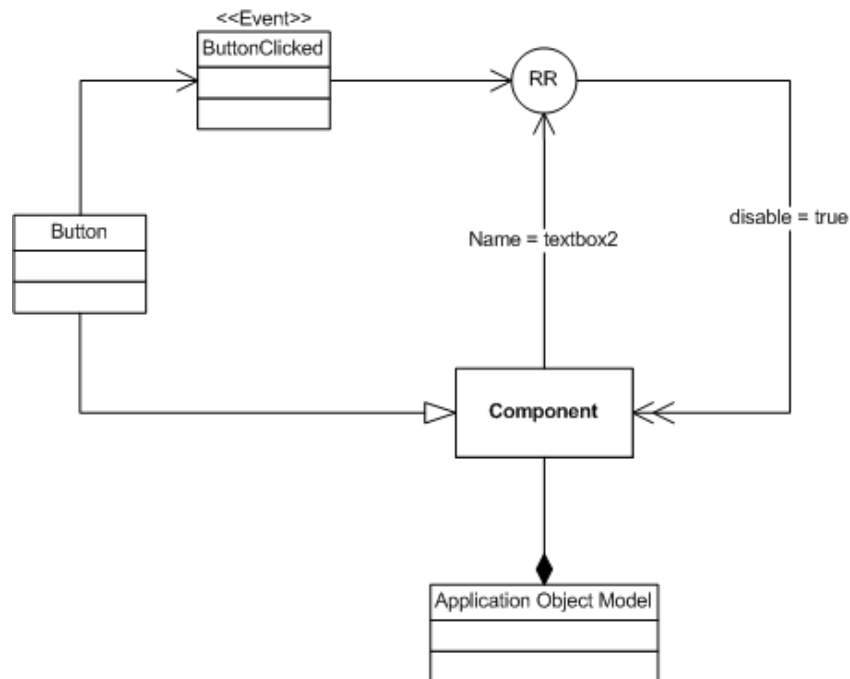 <<Event>>
ButtonClicked
RR
Button
Name = textbox2
disable = true
Component
Application Object Model